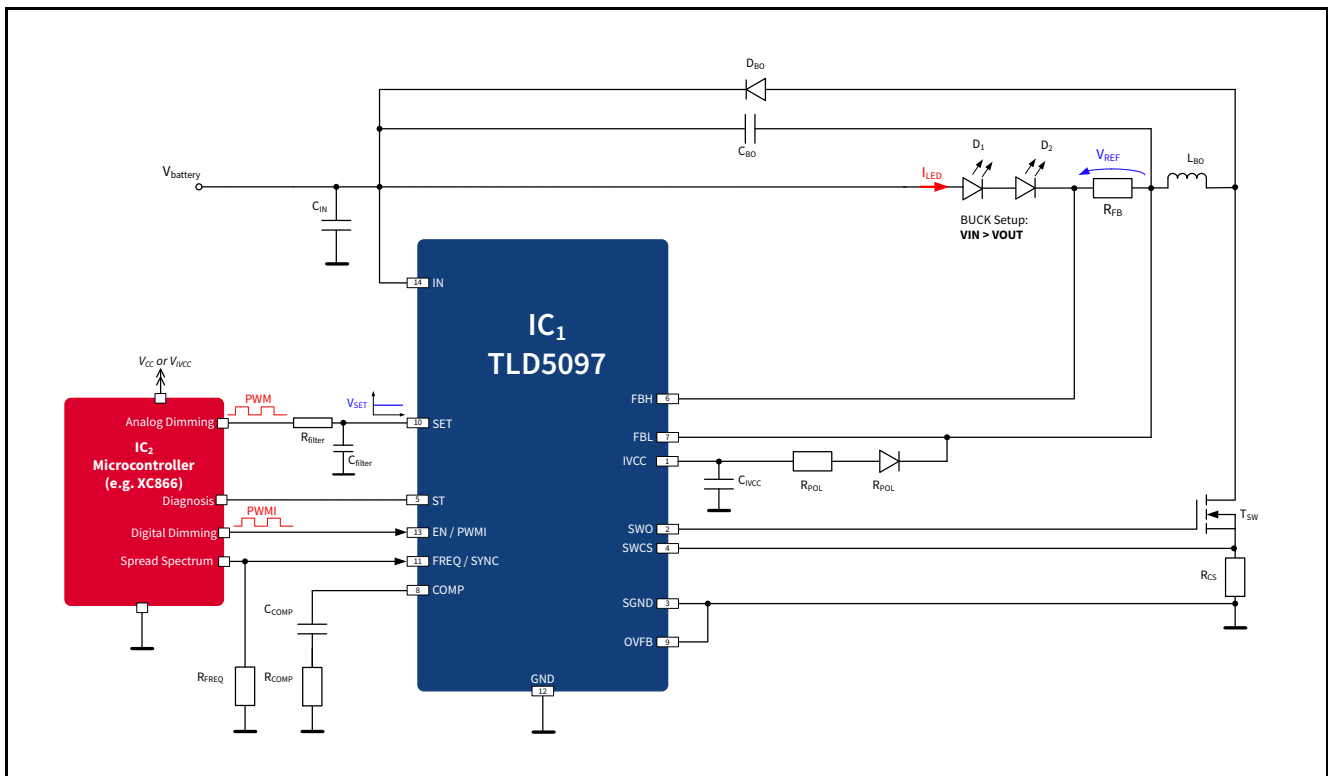 DBO
CBO
D1
D2
VREF
LBO
Vbattery
ILED
CIN
RFB
BUCK Setup:
VIN > VOUT
14 IN
IC1
TLD5097
VCC or VIVCC
PWM
VSET
FBH 6
Analog Dimming
10 SET
Rfilter
FBL 7
IC2
Microcontroller
(e.g. XC866)
Cfilter
IVCC 1
CIVCC
RPOL
RPOL
Diagnosis
5 ST
PWMI
TSW
Digital Dimming
13 EN / PWMI
SWO 2
SWCS 4
Spread Spectrum
11 FREQ / SYNC
RCS
8 COMP
CCOMP
SGND 3
OVFB 9
RFREQ
RCOMP
GND
12